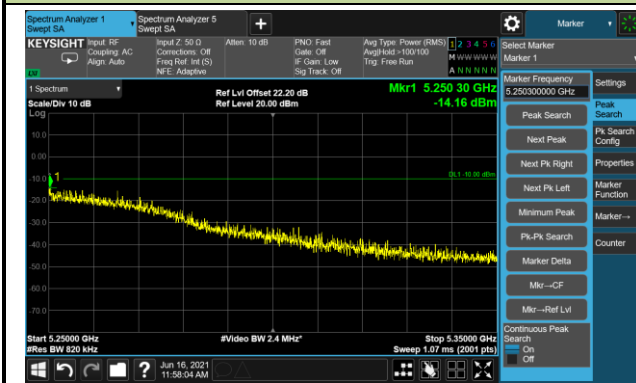 Spectrum Analyzer 1
Swept SA
Spectrum Analyzer 5
Swept SA
+
Marker
KEYSIGHT
Input: RF
Coupling: AC
Align: Auto
Input Z: 50 Ω
Corrections: Off
Freq Ref: Int (S)
NFE: Adaptive
Atten: 10 dB
PNO: Fast
Gate: Off
IF Gain: Low
Sig Track: Off
Avg Type: Power (RMS)
Avg|Hold:>100/100
Trig: Free Run
1 2 3 4 5 6
M W W W W W
A N N N N N
Select Marker
Marker 1
1 Spectrum
Scale/Div 10 dB
Log
Ref Lvl Offset 22.20 dB
Ref Level 20.00 dBm
Mkr1 5.250 30 GHz
-14.16 dBm
10.0
0.00
-10.0
-20.0
-30.0
-40.0
-50.0
-60.0
-70.0
1
DL1 -10.00 dBm
Start 5.25000 GHz
#Res BW 820 kHz
#Video BW 2.4 MHz*
Stop 5.35000 GHz
Sweep 1.07 ms (2001 pts)
Marker Frequency
5.250300000 GHz
Peak Search
Next Peak
Next Pk Right
Next Pk Left
Minimum Peak
Pk-Pk Search
Marker Delta
Mkr→CF
Mkr→Ref Lvl
Continuous Peak
Search
On
Off
Settings
Peak
Search
Pk Search
Config
Properties
Marker
Function
Marker→
Counter
?
Jun 16, 2021
11:58:04 AM